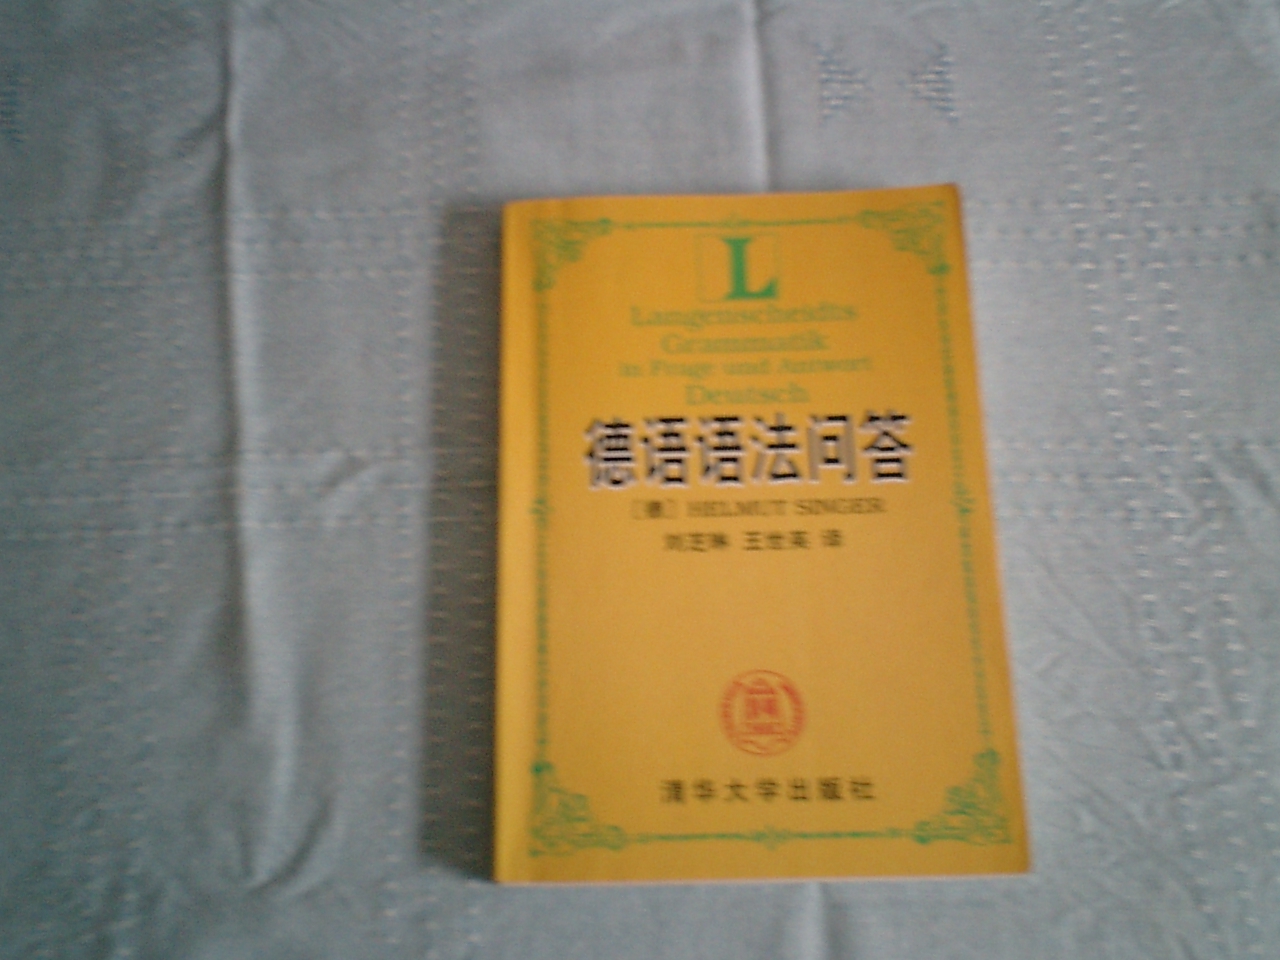 L
Langenscheidts
Grammatik
in Frage und Antwort
Deutsch
德语语法问答
〔德〕 HELMUT SINGER
刘芝琳 王世英 译
清华大学出版社